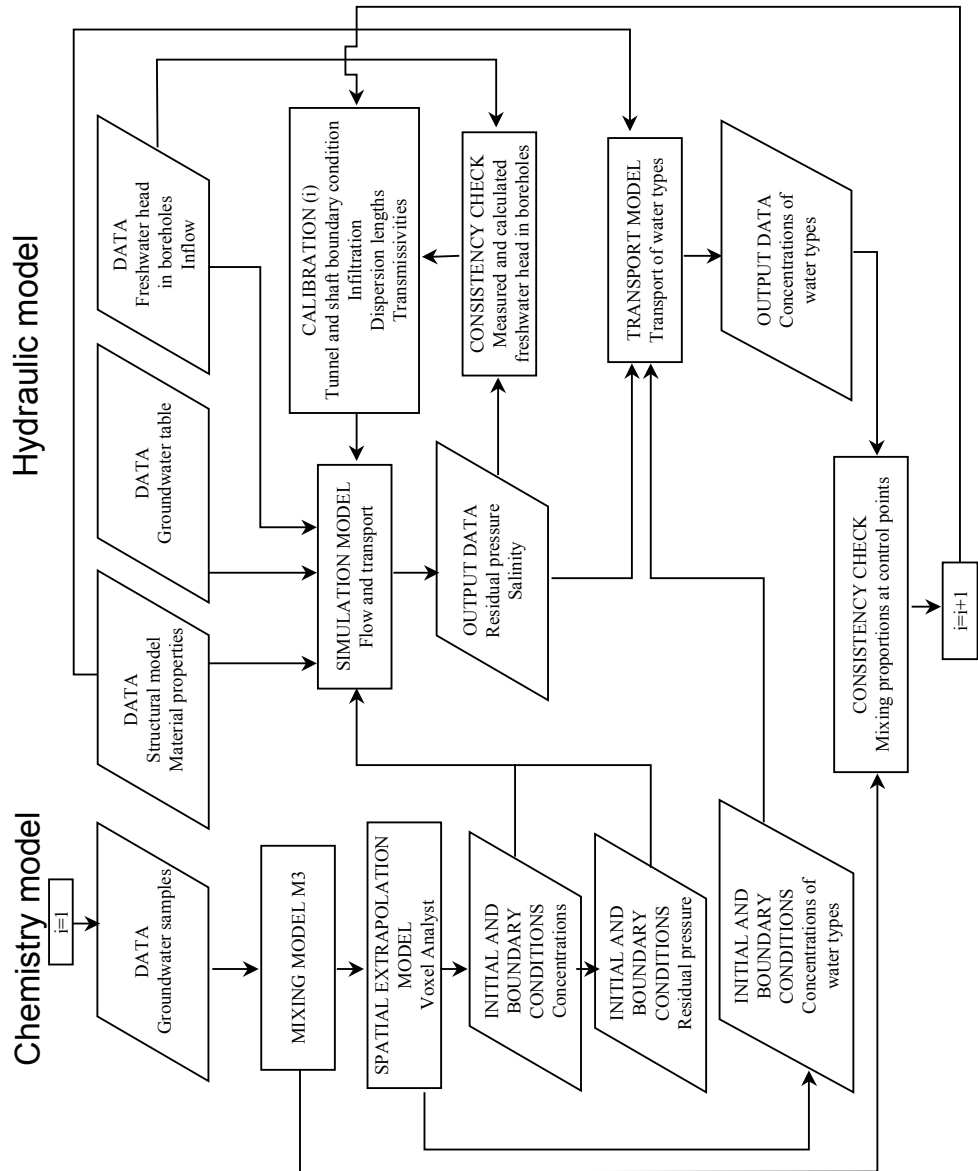 Chemistry model
Hydraulic model
i=1
DATA
Groundwater samples
MIXING MODEL M3
SPATIAL EXTRAPOLATION
MODEL
Voxel Analyst
INITIAL AND
BOUNDARY
CONDITIONS
Concentrations
INITIAL AND
BOUNDARY
CONDITIONS
Residual pressure
INITIAL AND
BOUNDARY
CONDITIONS
Concentrations of
water types
DATA
Structural model
Material properties
DATA
Groundwater table
DATA
Freshwater head
in boreholes
Inflow
SIMULATION MODEL
Flow and transport
CALIBRATION (i)
Tunnel and shaft boundary condition
Infiltration
Dispersion lengths
Transmissivities
OUTPUT DATA
Residual pressure
Salinity
CONSISTENCY CHECK
Measured and calculated
freshwater head in boreholes
TRANSPORT MODEL
Transport of water types
OUTPUT DATA
Concentrations of
water types
CONSISTENCY CHECK
Mixing proportions at control points
i=i+1